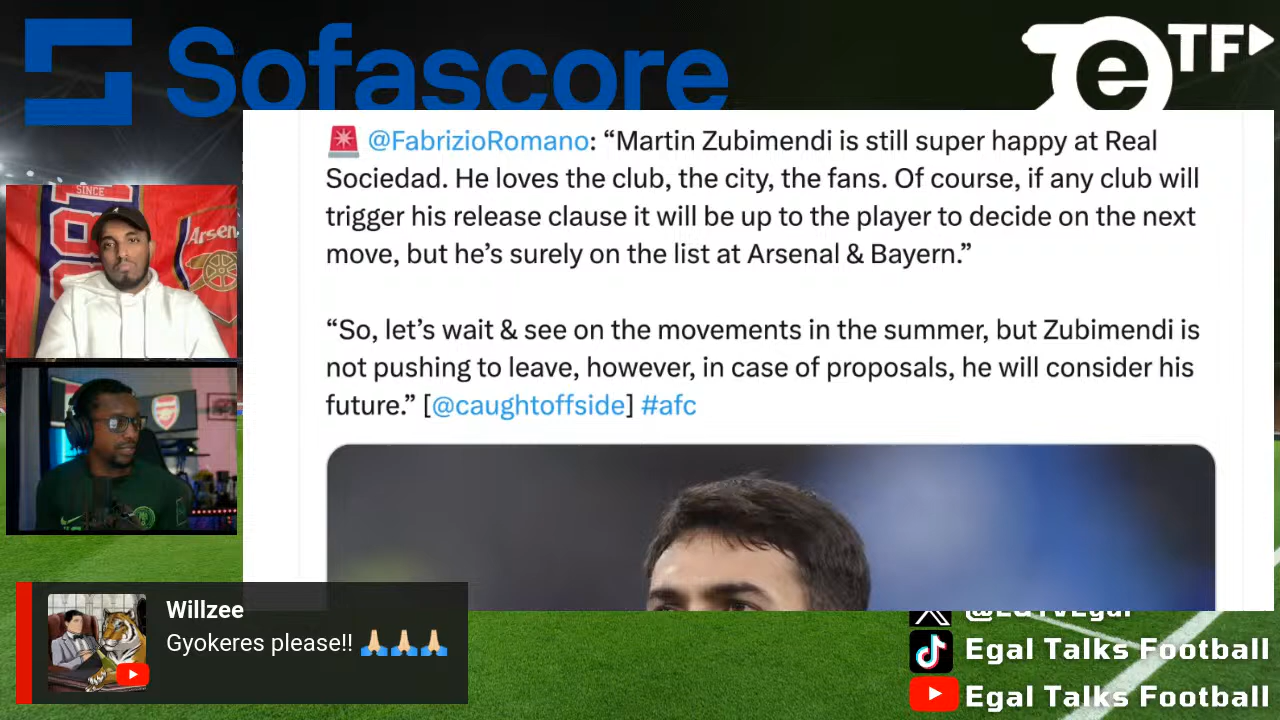 Sofascore
e TF
SINCE
Arsen
🚨 @FabrizioRomano: “Martin Zubimendi is still super happy at Real
Sociedad. He loves the club, the city, the fans. Of course, if any club will
trigger his release clause it will be up to the player to decide on the next
move, but he’s surely on the list at Arsenal & Bayern.”
“So, let’s wait & see on the movements in the summer, but Zubimendi is
not pushing to leave, however, in case of proposals, he will consider his
future.” [@caughtoffside] #afc
Willzee
Gyokeres please!! 🙏🏼🙏🏼🙏🏼
Egal Talks Football
Egal Talks Football